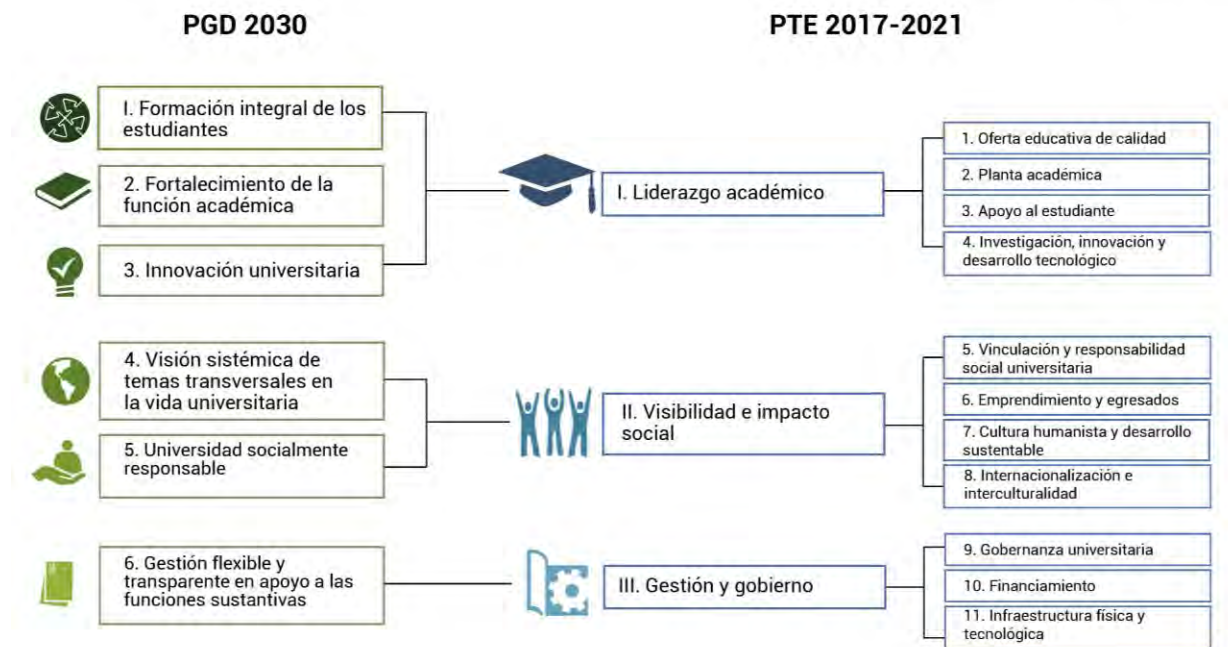 PGD 2030
PTE 2017-2021
I. Formación integral de los
estudiantes
2. Fortalecimiento de la
función académica
3. Innovación universitaria
I. Liderazgo académico
1. Oferta educativa de calidad
2. Planta académica
3. Apoyo al estudiante
4. Investigación, innovación y
desarrollo tecnológico
4. Visión sistémica de
temas transversales en
la vida universitaria
5. Universidad socialmente
responsable
II. Visibilidad e impacto
social
5. Vinculación y responsabilidad
social universitaria
6. Emprendimiento y egresados
7. Cultura humanista y desarrollo
sustentable
8. Internacionalización e
interculturalidad
6. Gestión flexible y
transparente en apoyo a las
funciones sustantivas
III. Gestión y gobierno
9. Gobernanza universitaria
10. Financiamiento
11. Infraestructura física y
tecnológica